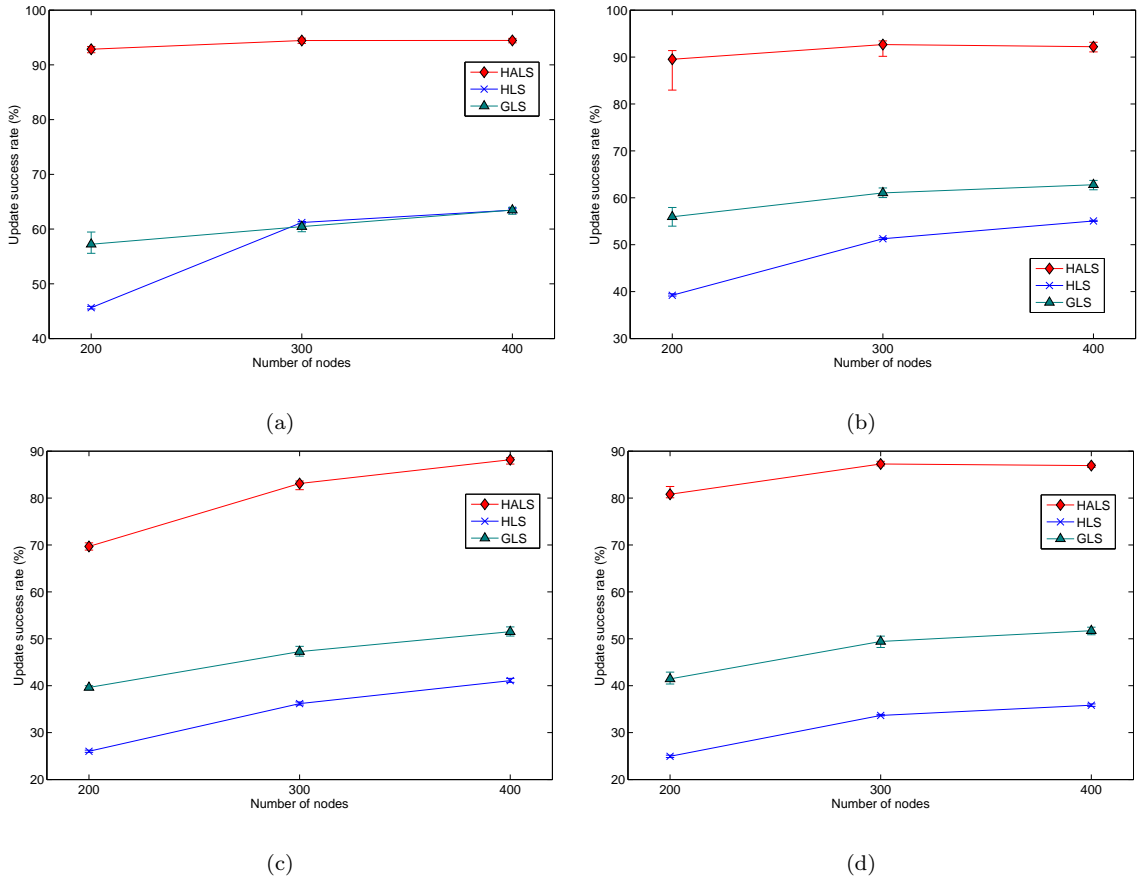 100
90
80
70
60
50
40
Update success rate (%)
200
300
400
Number of nodes
HALS
HLS
GLS
(a)
100
90
80
70
60
50
40
30
Update success rate (%)
200
300
400
Number of nodes
HALS
HLS
GLS
(b)
90
80
70
60
50
40
30
20
Update success rate (%)
200
300
400
Number of nodes
HALS
HLS
GLS
(c)
90
80
70
60
50
40
30
20
Update success rate (%)
200
300
400
Number of nodes
HALS
HLS
GLS
(d)